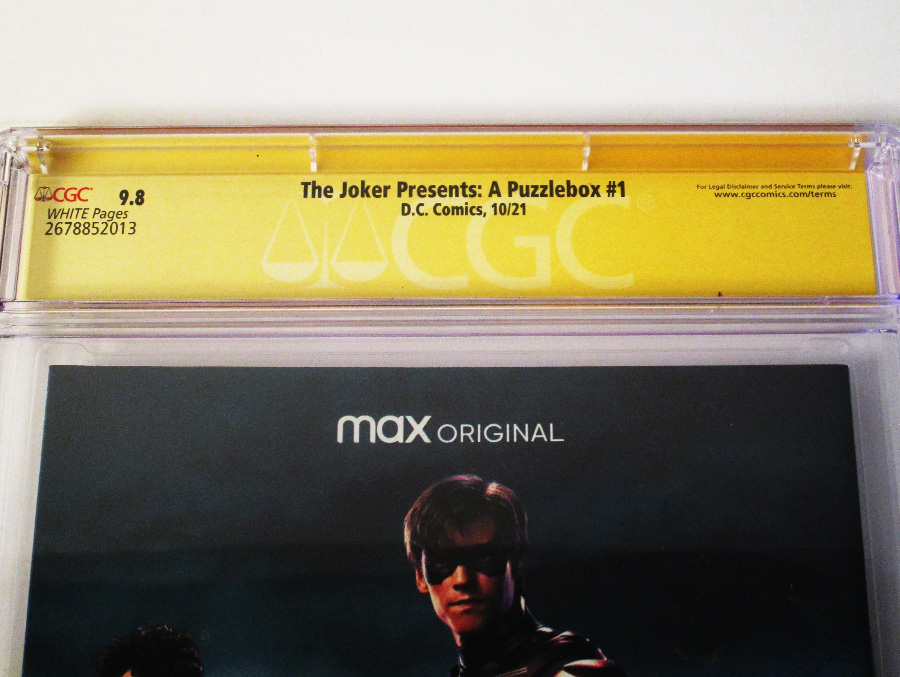 CGC 9.8
WHITE Pages
2678852013
The Joker Presents: A Puzzlebox #1
D.C. Comics, 10/21
For Legal Disclaimer and Service Terms please visit:
www.cgccomics.com/terms
CGC
max ORIGINAL